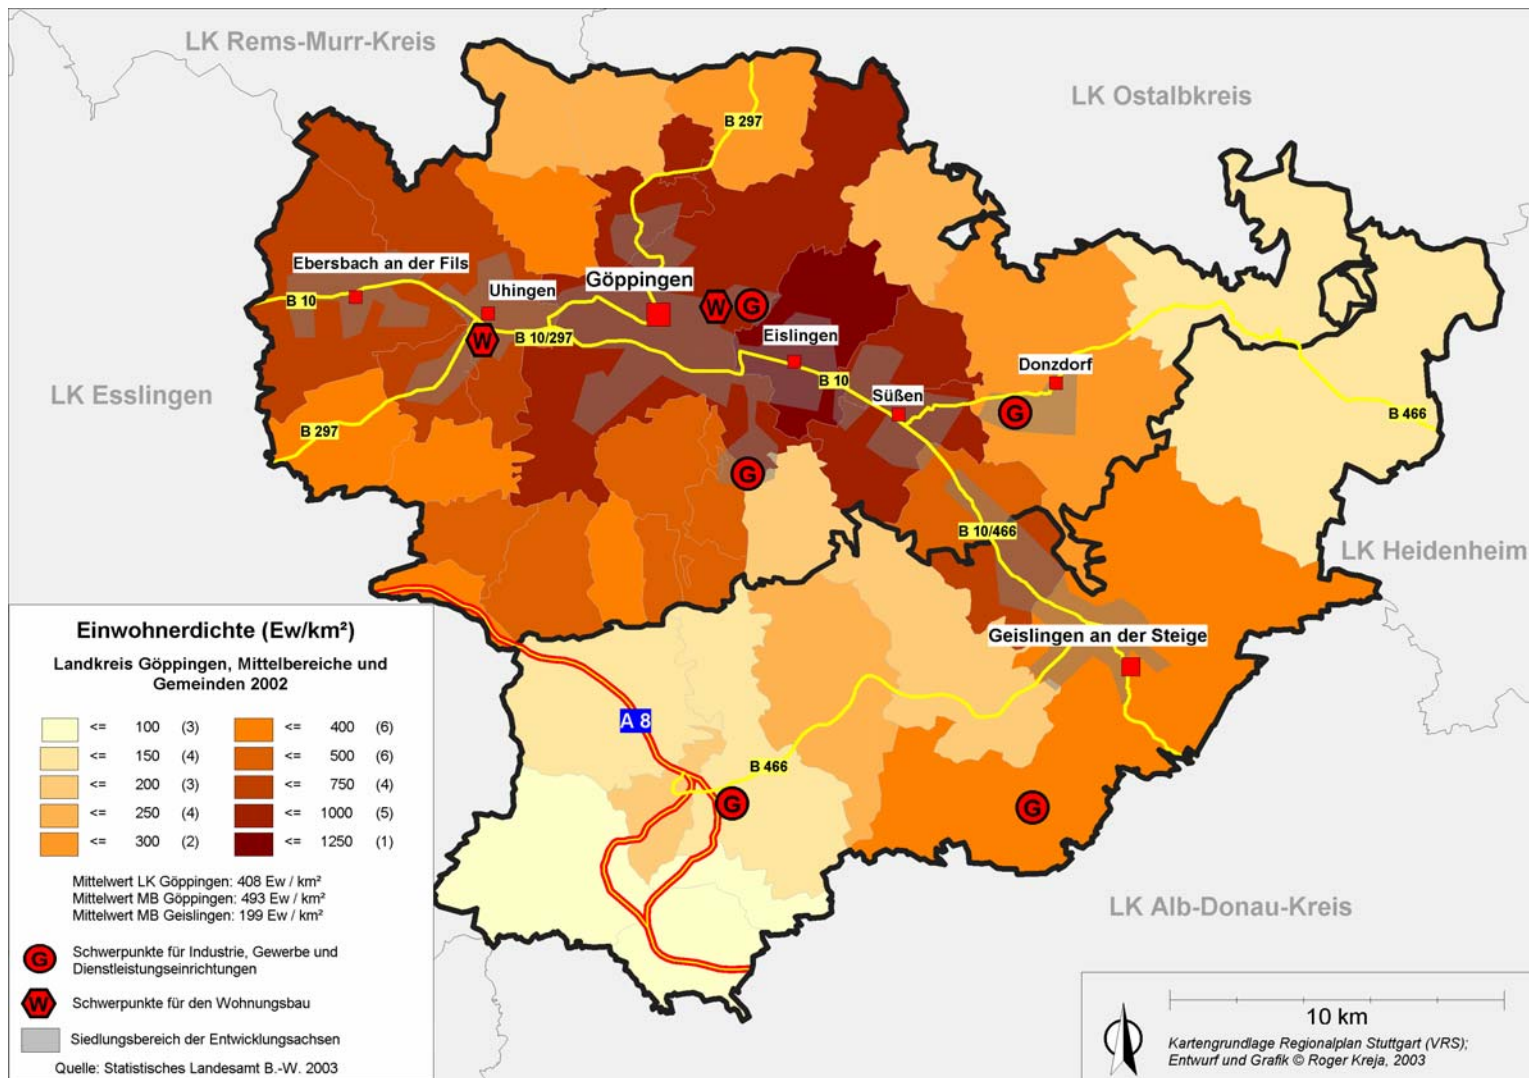 LK Rems-Murr-Kreis
LK Ostalbkreis
B 297
Ebersbach an der Fils
Göppingen
Uhingen
B 10
W
G
W
B 10/297
Eislingen
Donzdorf
B 10
Süßen
LK Esslingen
G
B 466
B 297
G
B 10/466
LK Heidenheim
Geislingen an der Steige
A 8
B 466
G
G
LK Alb-Donau-Kreis
Einwohnerdichte (Ew/km²)
Landkreis Göppingen, Mittelbereiche und
Gemeinden 2002
<= 100 (3) <= 400 (6)
<= 150 (4) <= 500 (6)
<= 200 (3) <= 750 (4)
<= 250 (4) <= 1000 (5)
<= 300 (2) <= 1250 (1)
Mittelwert LK Göppingen: 408 Ew / km²
Mittelwert MB Göppingen: 493 Ew / km²
Mittelwert MB Geislingen: 199 Ew / km²
G Schwerpunkte für Industrie, Gewerbe und
Dienstleistungseinrichtungen
W Schwerpunkte für den Wohnungsbau
Siedlungsbereich der Entwicklungsachsen
Quelle: Statistisches Landesamt B.-W. 2003
10 km
Kartengrundlage Regionalplan Stuttgart (VRS);
Entwurf und Grafik © Roger Kreja, 2003